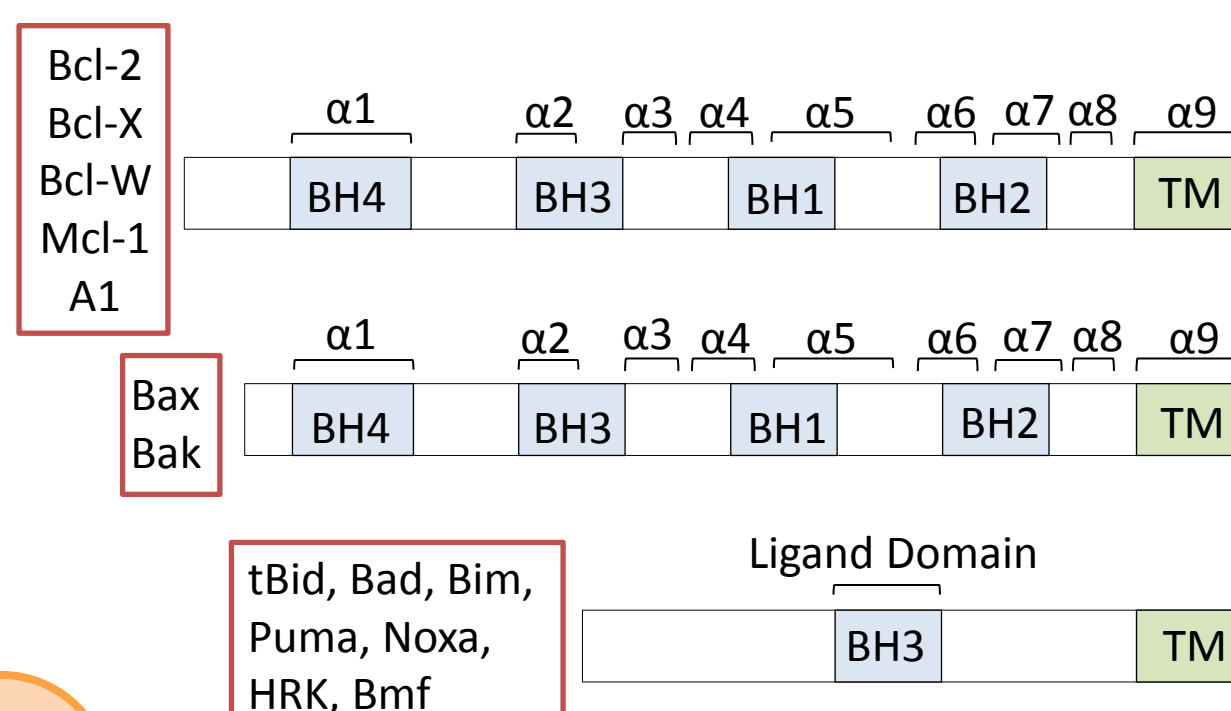 Bcl-2
Bcl-X
Bcl-W
Mcl-1
A1
α1 α2 α3 α4 α5 α6 α7 α8 α9
BH4 BH3 BH1 BH2 TM
Bax
Bak
α1 α2 α3 α4 α5 α6 α7 α8 α9
BH4 BH3 BH1 BH2 TM
tBid, Bad, Bim,
Puma, Noxa,
HRK, Bmf
Ligand Domain
BH3 TM